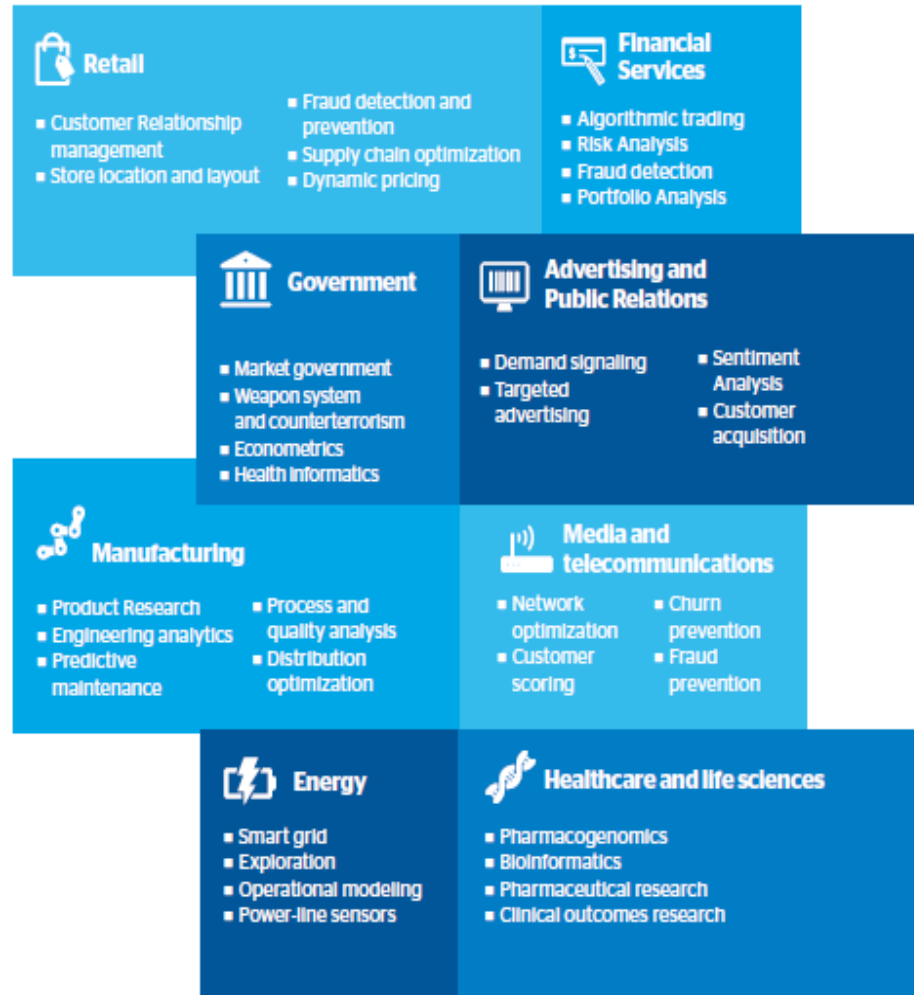 Retail
■ Customer Relationship
management
■ Store location and layout
■ Fraud detection and
prevention
■ Supply chain optimization
■ Dynamic pricing
Financial
Services
■ Algorithmic trading
■ Risk Analysis
■ Fraud detection
■ Portfolio Analysis
Government
■ Market government
■ Weapon system
and counterterrorism
■ Econometrics
■ Health informatics
Advertising and
Public Relations
■ Demand signaling
■ Targeted
advertising
■ Sentiment
Analysis
■ Customer
acquisition
Manufacturing
■ Product Research
■ Engineering analytics
■ Predictive
maintenance
■ Process and
quality analysis
■ Distribution
optimization
Media and
telecommunications
■ Network
optimization
■ Customer
scoring
■ Churn
prevention
■ Fraud
prevention
Energy
■ Smart grid
■ Exploration
■ Operational modeling
■ Power-line sensors
Healthcare and life sciences
■ Pharmacogenomics
■ Bioinformatics
■ Pharmaceutical research
■ Clinical outcomes research